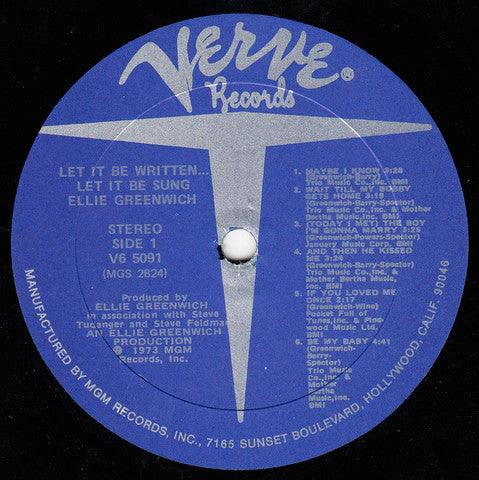 VERVE®
Records
LET IT BE WRITTEN...
LET IT BE SUNG
ELLIE GREENWICH
STEREO
SIDE 1
V6 5091
(MGS 2824)
Produced by
ELLIE GREENWICH
in association with Steve
Tudanger and Steve Feldman
AN ELLIE GREENWICH
PRODUCTION
℗ 1973 MGM
Records, Inc.
1. MAYBE I KNOW 3:20
(Greenwich-Barry)
Trio Music Co.,Inc. BMI
2. WAIT TILL MY BOBBY
GETS HOME 3:19
(Greenwich-Barry-Spector)
Trio Music Co.,Inc. & Mother
Bertha Music,Inc. BMI
3. (TODAY I MET) THE BOY
I'M GONNA MARRY 3:25
(Greenwich-Powers-Spector)
January Music Corp. BMI
4. AND THEN HE KISSED
ME 3:24
(Greenwich-Barry-Spector)
Trio Music Co.,Inc. &
Mother Bertha Music,
Inc. BMI
5. IF YOU LOVED ME
ONCE 2:17
(Greenwich-Wine)
Pocket Full of
Tunes,Inc. & Pine-
wood Music Ltd.
BMI
6. BE MY BABY 4:41
(Greenwich-
Barry-
Spector)
Trio Music
Co.,Inc. &
Mother
Bertha
Music,Inc.
BMI
MANUFACTURED BY MGM RECORDS, INC., 7165 SUNSET BOULEVARD, HOLLYWOOD, CALIF. 90046